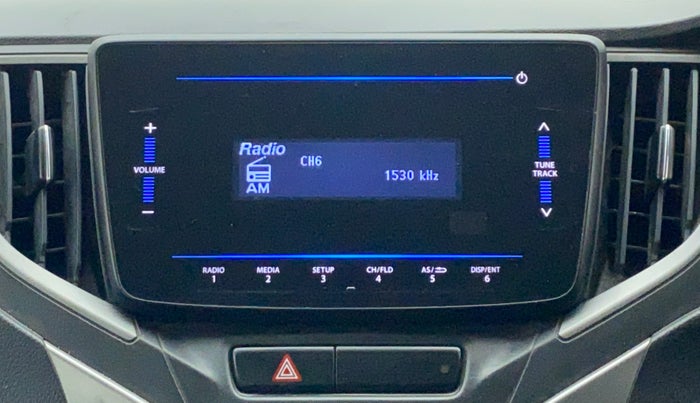 Radio
CH6
1530 kHz
AM
+
VOLUME
−
TUNE
TRACK
RADIO MEDIA SETUP CH/FLD AS/ DISP/ENT
1 2 3 4 5 6